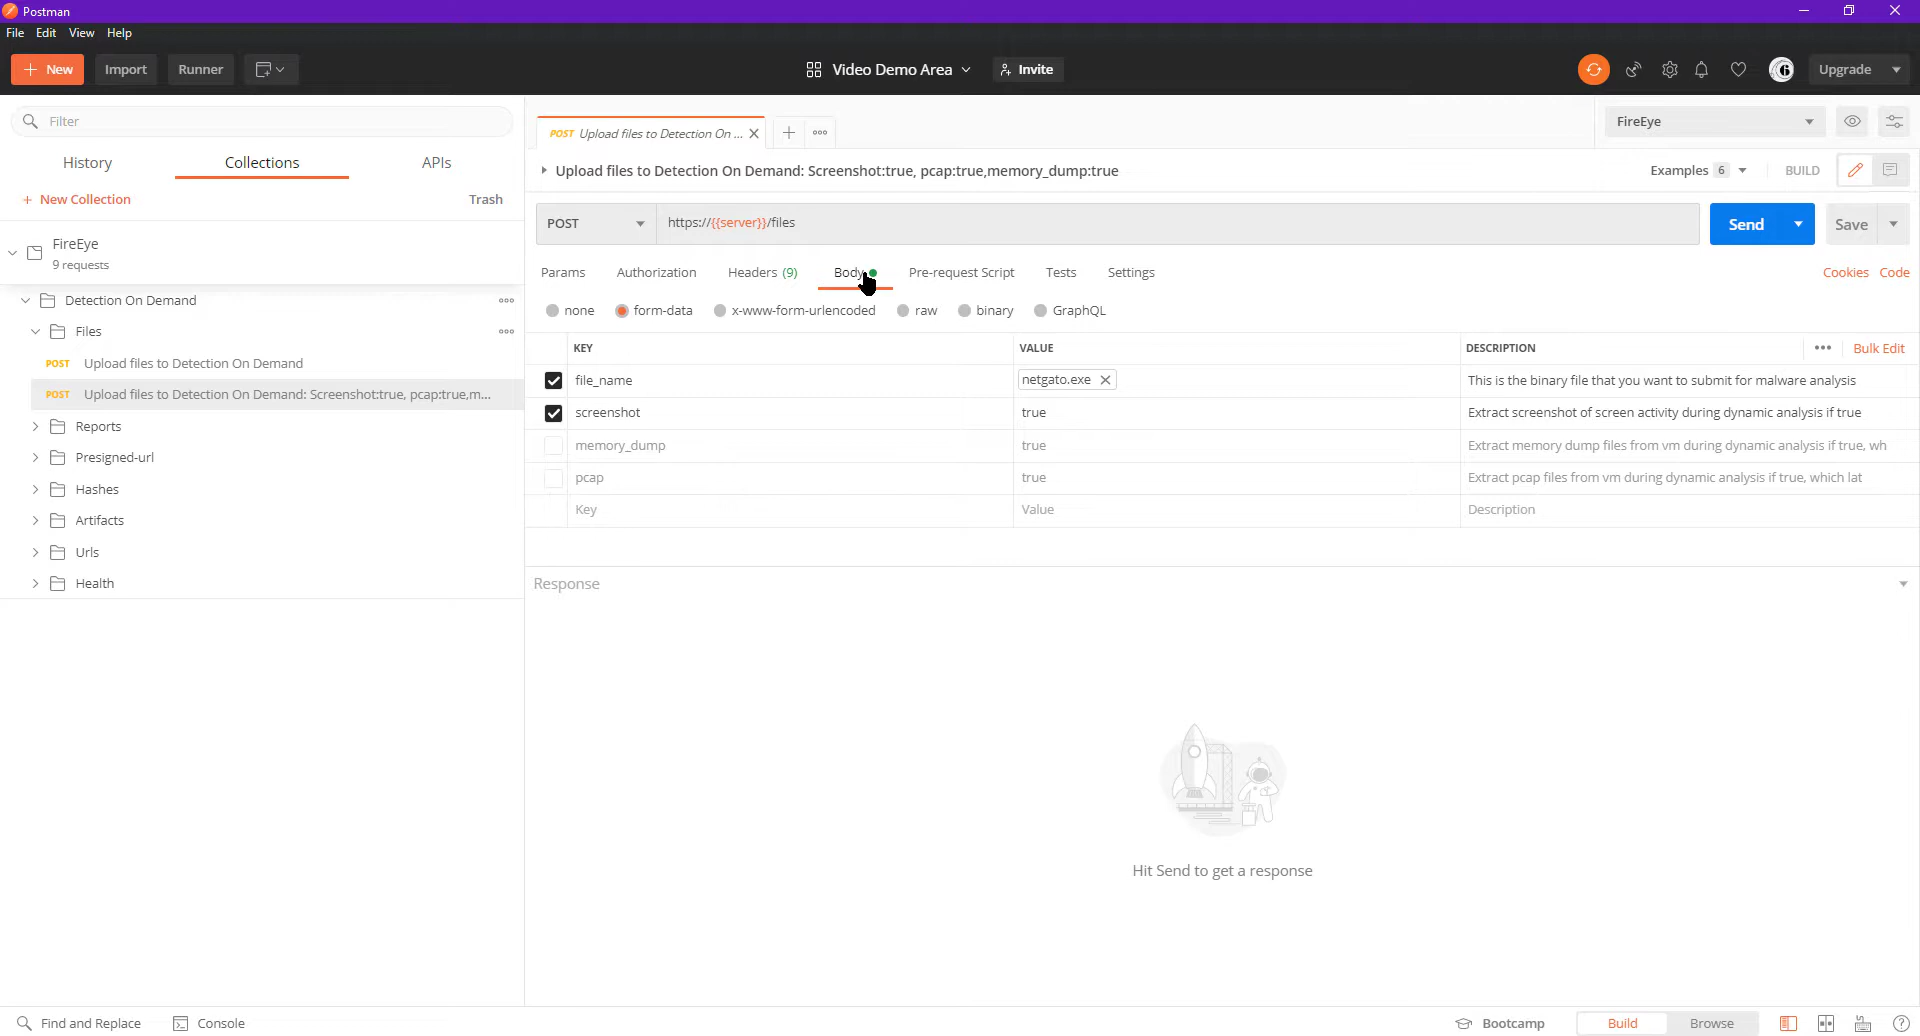 Postman
File Edit View Help
New Import Runner Video Demo Area Invite Upgrade
Filter
History Collections APIs
+ New Collection Trash
FireEye
9 requests
Detection On Demand
Files
POST Upload files to Detection On Demand
POST Upload files to Detection On Demand: Screenshot:true, pcap:true,m...
Reports
Presigned-url
Hashes
Artifacts
Urls
Health
POST Upload files to Detection On ...
FireEye
Upload files to Detection On Demand: Screenshot:true, pcap:true,memory_dump:true
Examples 6 BUILD
POST https://{{server}}/files Send Save
Params Authorization Headers (9) Body Pre-request Script Tests Settings Cookies Code
none form-data x-www-form-urlencoded raw binary GraphQL
KEY VALUE DESCRIPTION Bulk Edit
file_name netgato.exe This is the binary file that you want to submit for malware analysis
screenshot true Extract screenshot of screen activity during dynamic analysis if true
memory_dump true Extract memory dump files from vm during dynamic analysis if true, wh
pcap true Extract pcap files from vm during dynamic analysis if true, which lat
Key Value Description
Response
Hit Send to get a response
Find and Replace Console Bootcamp Build Browse